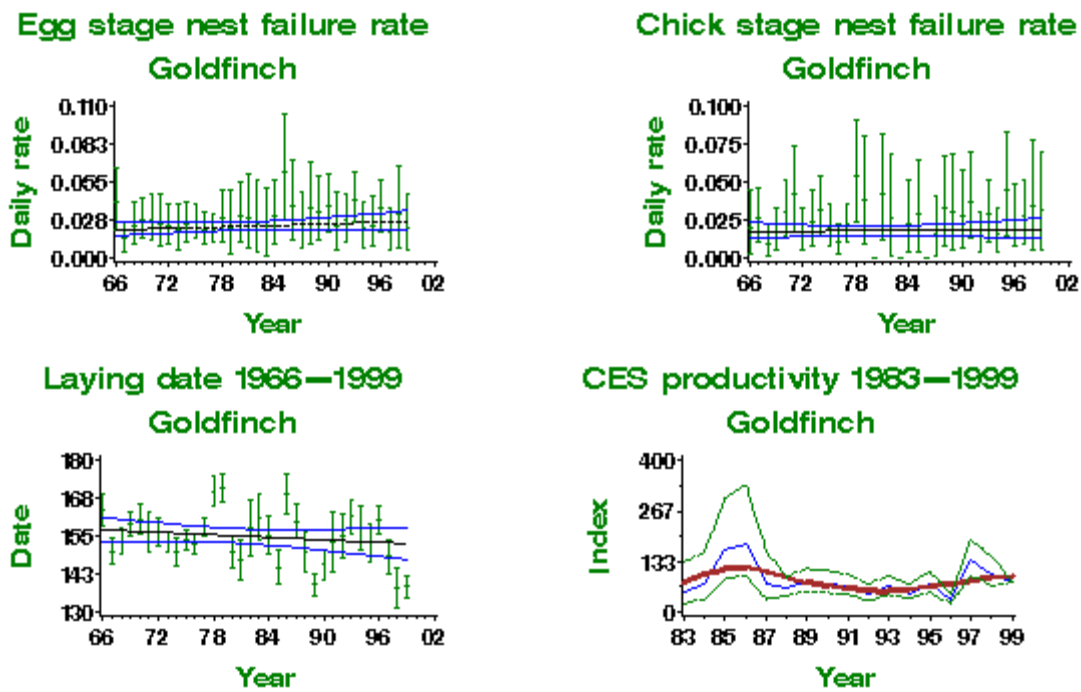 Egg stage nest failure rate
Goldfinch
Daily rate
0.110
0.083
0.055
0.028
0.000
66 72 78 84 90 96 02
Year
Chick stage nest failure rate
Goldfinch
Daily rate
0.100
0.075
0.050
0.025
0.000
66 72 78 84 90 96 02
Year
Laying date 1966—1999
Goldfinch
Date
180
168
155
143
130
66 72 78 84 90 96 02
Year
CES productivity 1983—1999
Goldfinch
Index
400
267
133
0
83 85 87 89 91 93 95 97 99
Year